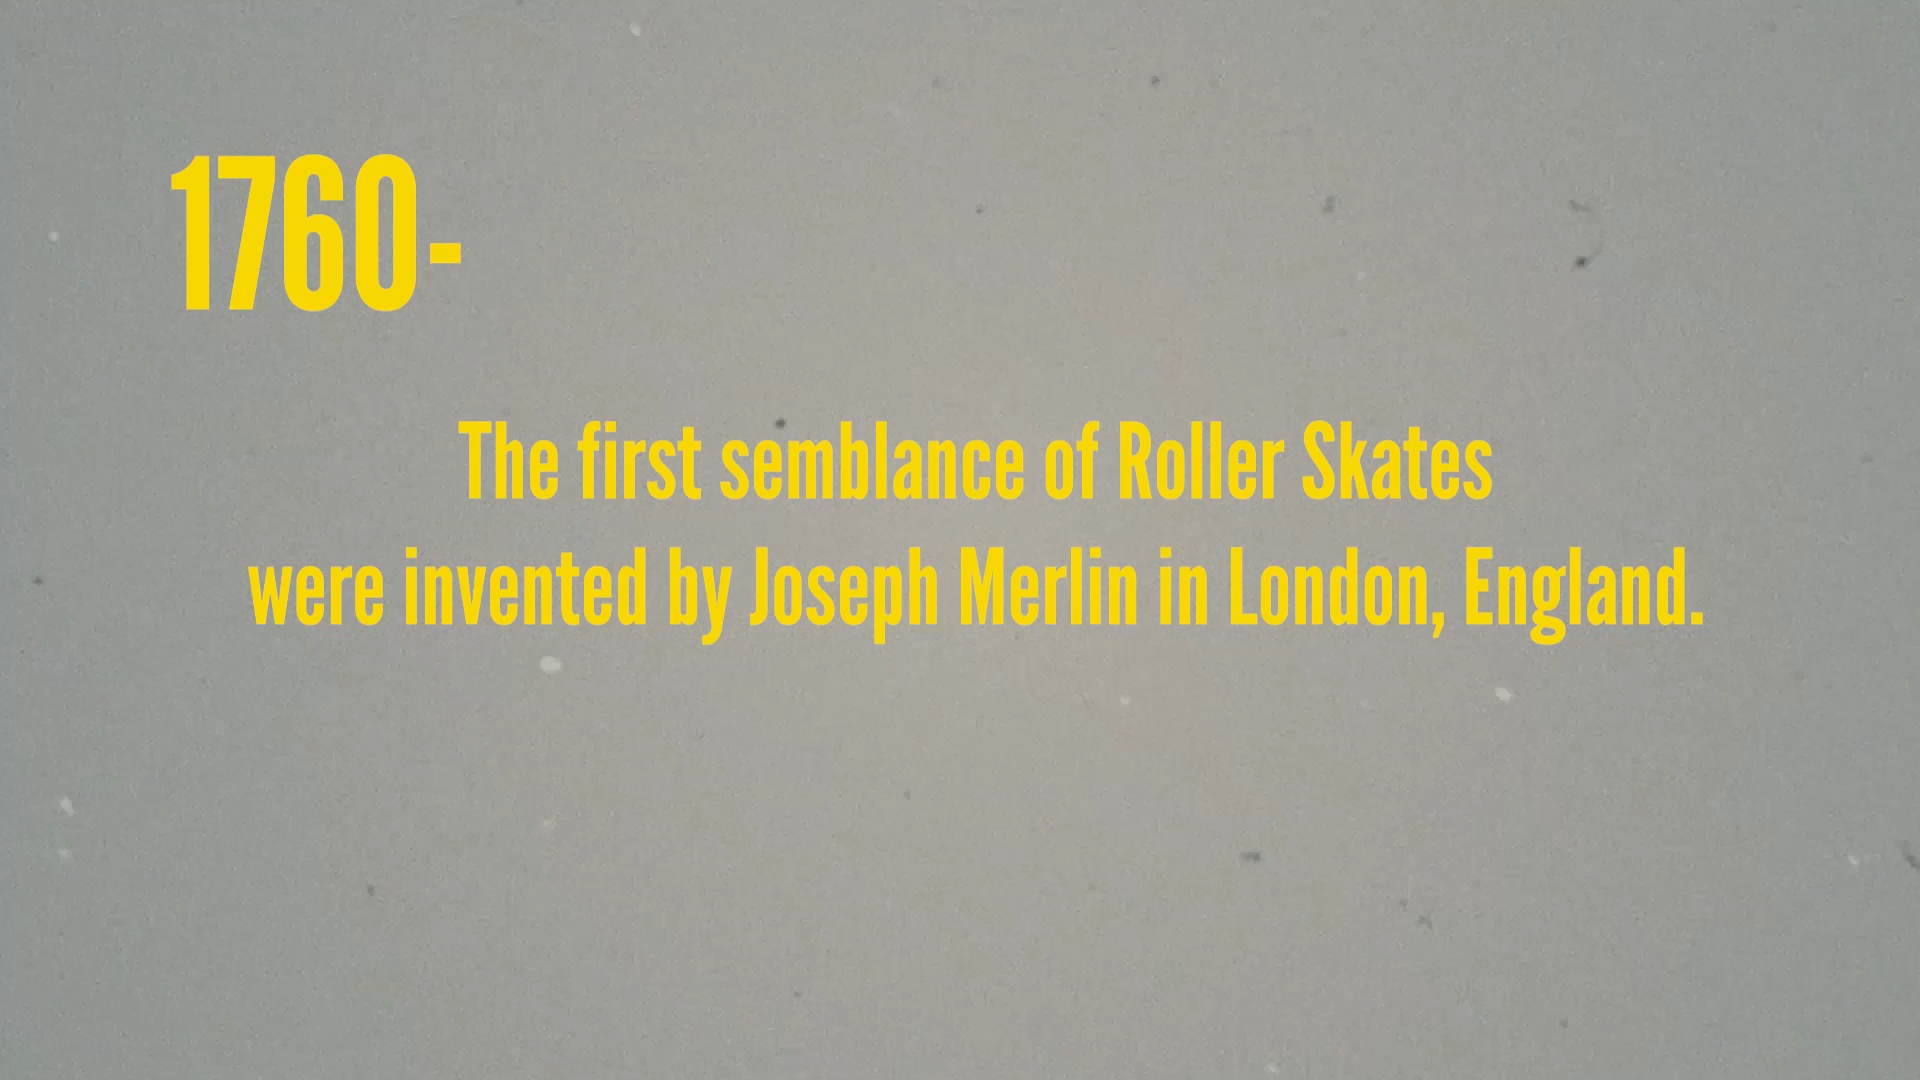 1760-
The first semblance of Roller Skates
were invented by Joseph Merlin in London, England.